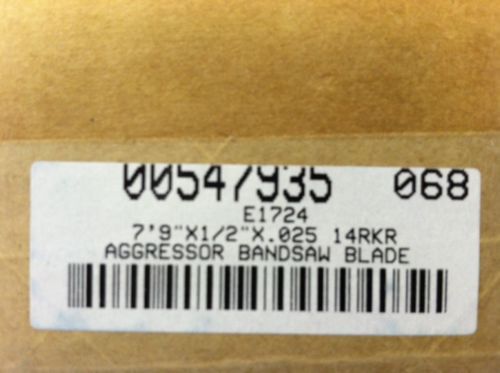 00547935 068
E1724
7'9"X1/2"X.025 14RKR
AGGRESSOR BANDSAW BLADE